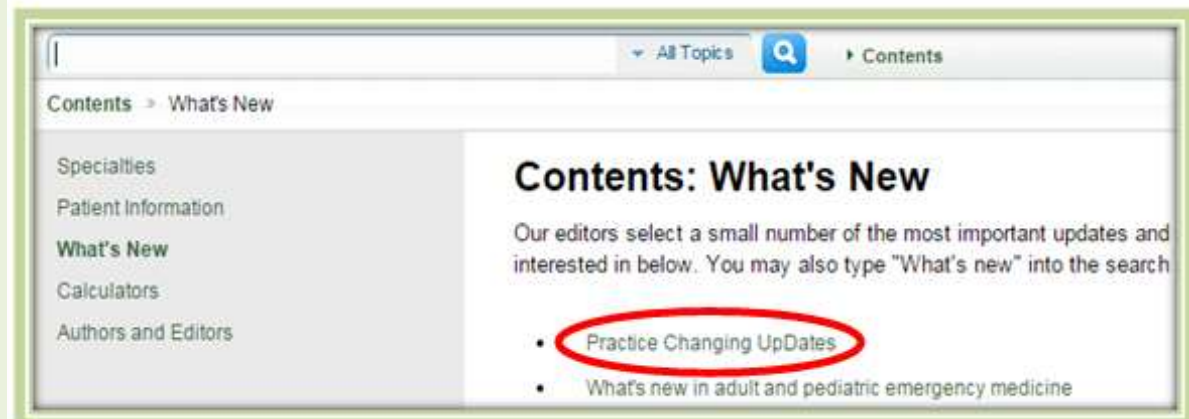 All Topics
Contents
Contents » What's New
Specialties
Patient Information
What's New
Calculators
Authors and Editors
Contents: What's New
Our editors select a small number of the most important updates and
interested in below. You may also type "What's new" into the search
• Practice Changing UpDates
• What's new in adult and pediatric emergency medicine